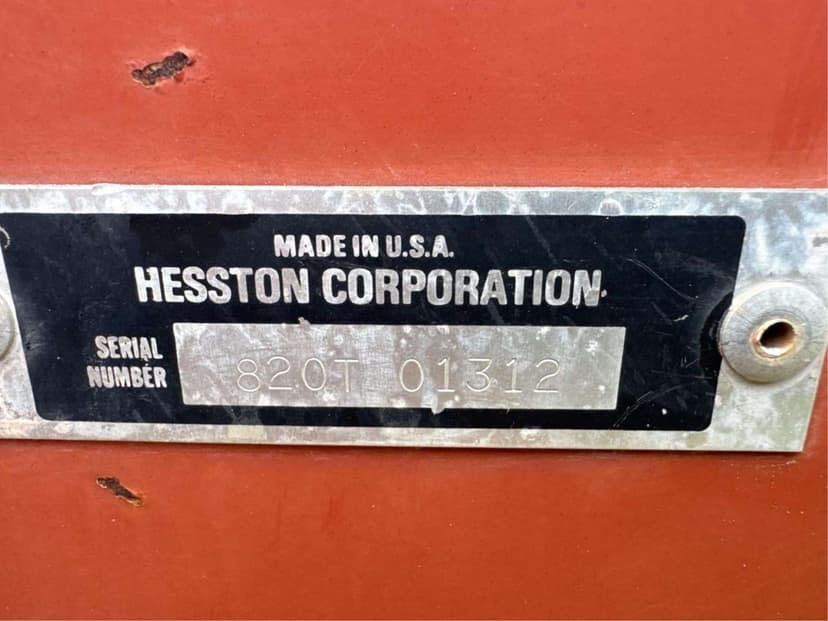 MADE IN U.S.A.
HESSTON CORPORATION
SERIAL
NUMBER
820T 01312